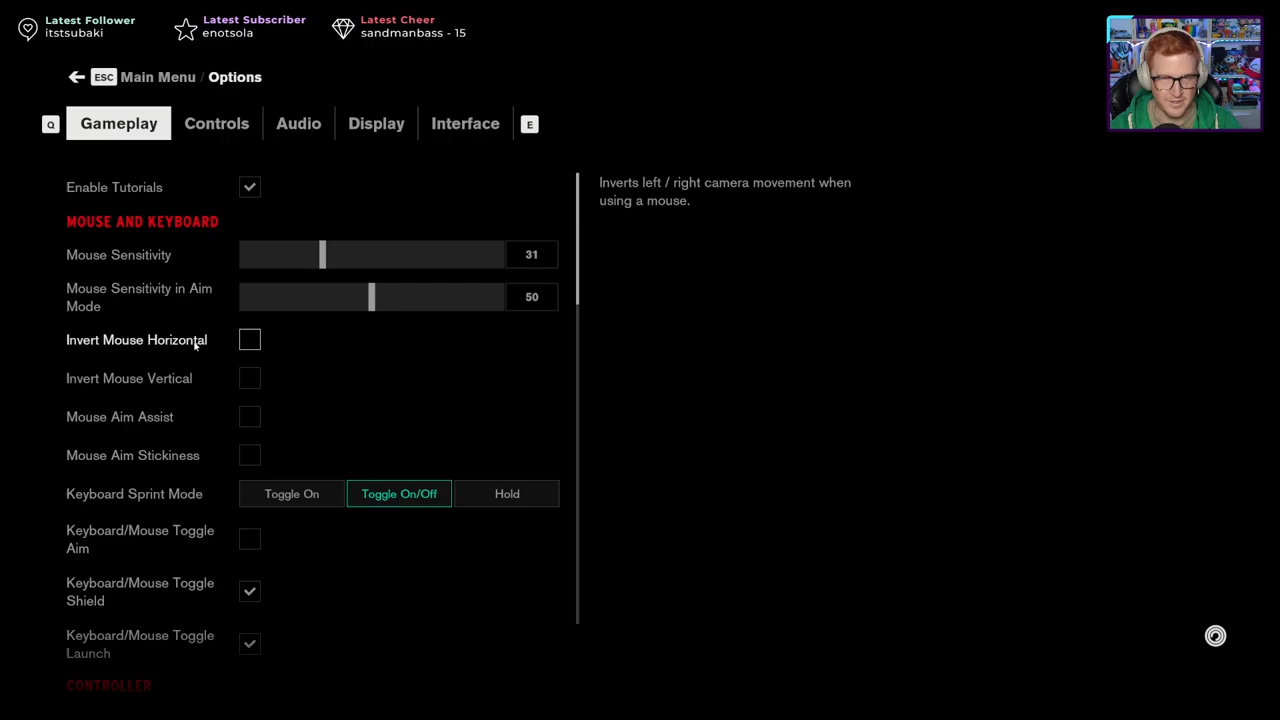 Latest Follower
itstsubaki
Latest Subscriber
enotsola
Latest Cheer
sandmanbass - 15
ESC Main Menu / Options
Q Gameplay Controls Audio Display Interface E
Enable Tutorials
MOUSE AND KEYBOARD
Mouse Sensitivity 31
Mouse Sensitivity in Aim
Mode
50
Invert Mouse Horizontal
Invert Mouse Vertical
Mouse Aim Assist
Mouse Aim Stickiness
Keyboard Sprint Mode Toggle On Toggle On/Off Hold
Keyboard/Mouse Toggle
Aim
Keyboard/Mouse Toggle
Shield
Keyboard/Mouse Toggle
Launch
CONTROLLER
Inverts left / right camera movement when
using a mouse.